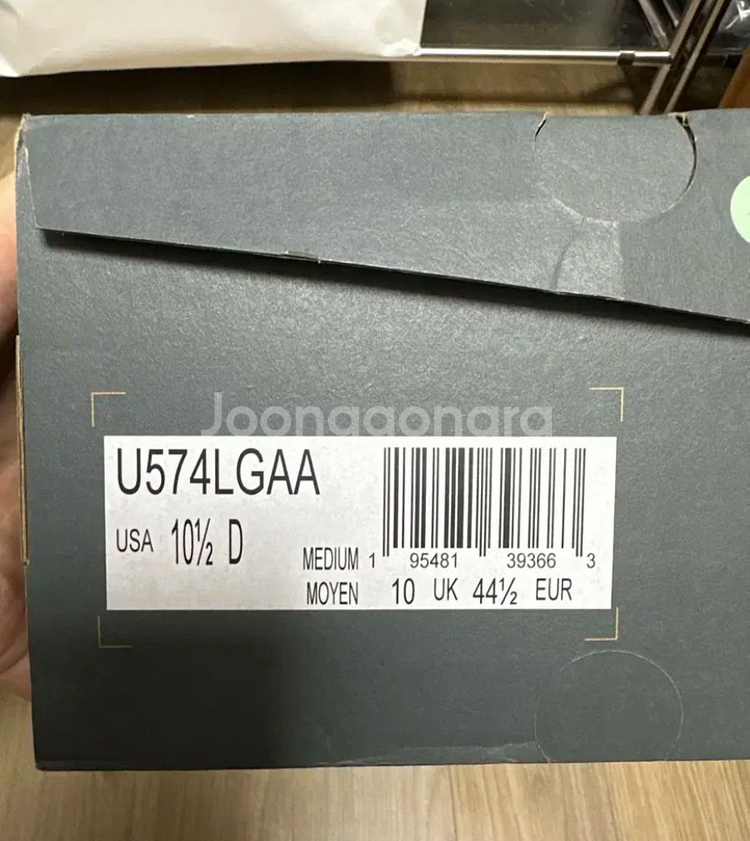 Joonggonara
U574LGAA
USA 10½ D
MEDIUM 1 95481 39366 3
MOYEN 10 UK 44½ EUR